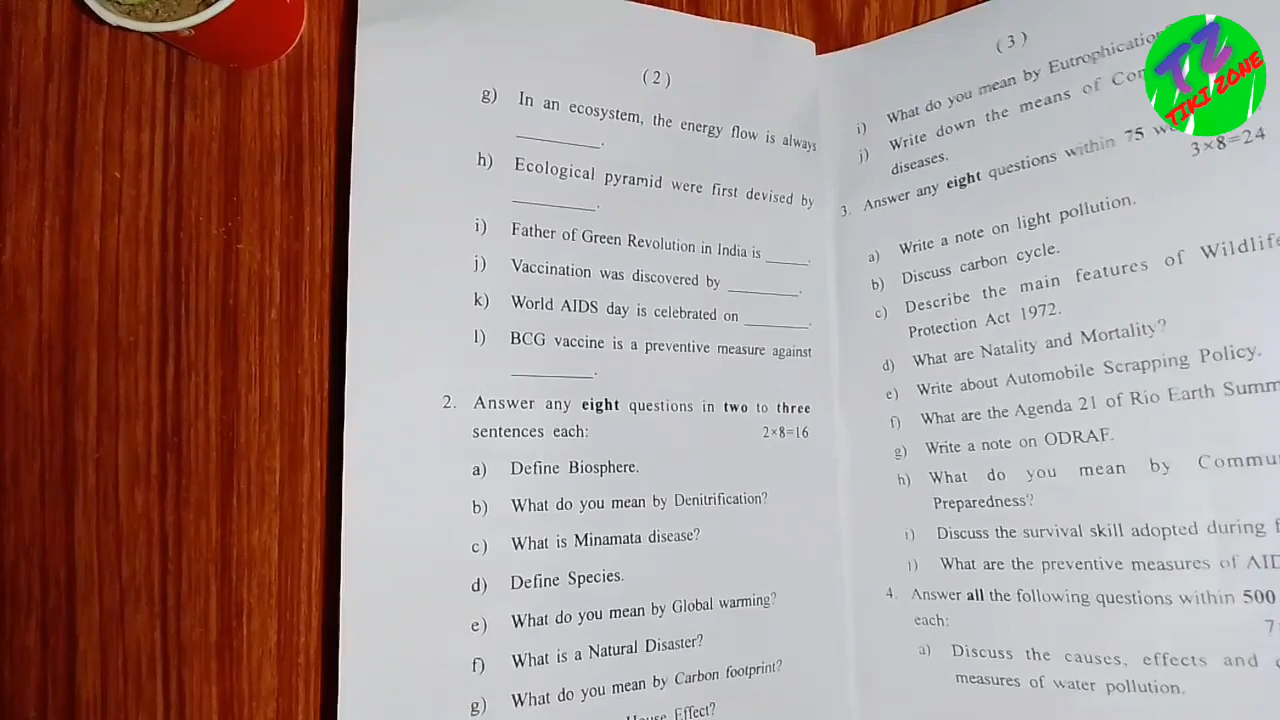 ( 2 )
g) In an ecosystem, the energy flow is always
________.
h) Ecological pyramid were first devised by
________.
i) Father of Green Revolution in India is _____.
j) Vaccination was discovered by ________.
k) World AIDS day is celebrated on _______.
l) BCG vaccine is a preventive measure against
________.
2. Answer any eight questions in two to three
sentences each: 2×8=16
a) Define Biosphere.
b) What do you mean by Denitrification?
c) What is Minamata disease?
d) Define Species.
e) What do you mean by Global warming?
f) What is a Natural Disaster?
g) What do you mean by Carbon footprint?
House Effect?
( 3 )
i) What do you mean by Eutrophication
j) Write down the means of
diseases.
3. Answer any eight questions within 75
3×8=24
a) Write a note on light pollution.
b) Discuss carbon cycle.
c) Describe the main features of Wildlife
Protection Act 1972.
d) What are Natality and Mortality?
e) Write about Automobile Scrapping Policy.
f) What are the Agenda 21 of Rio Earth
g) Write a note on ODRAF.
h) What do you mean by
Preparedness?
i) Discuss the survival skill adopted during
j) What are the preventive measures of
4. Answer all the following questions within 500
each: 7
a) Discuss the causes, effects and
measures of water pollution.
TZ
TIKI ZONE